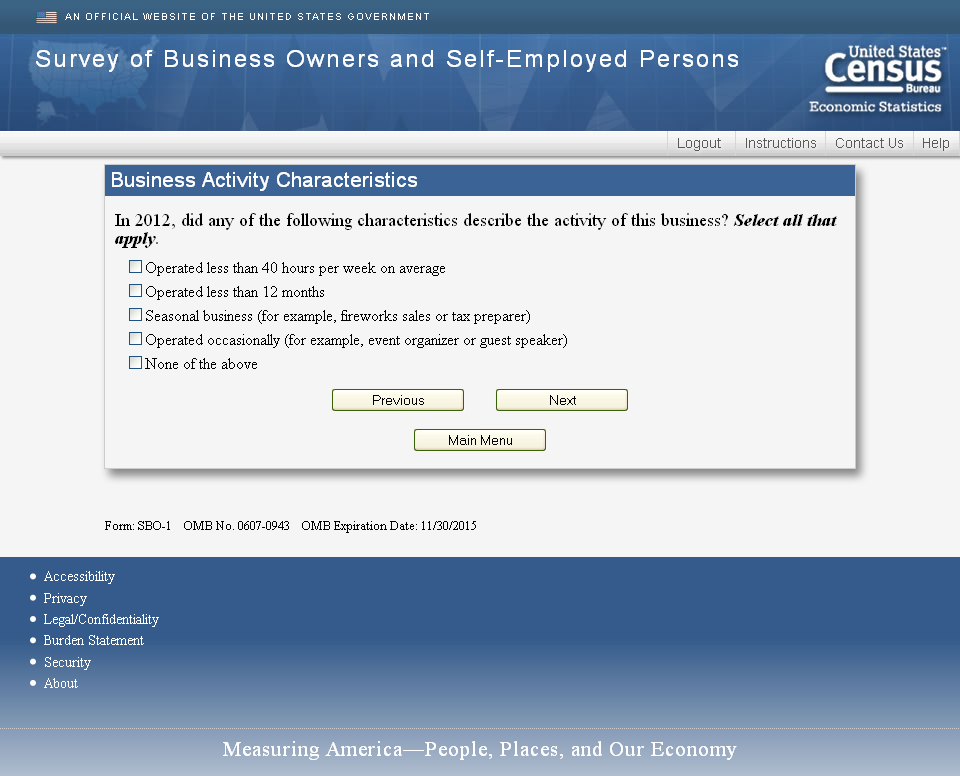 AN OFFICIAL WEBSITE OF THE UNITED STATES GOVERNMENT
Survey of Business Owners and Self-Employed Persons
United States™
Census
Bureau
Economic Statistics
Logout Instructions Contact Us Help
Business Activity Characteristics
In 2012, did any of the following characteristics describe the activity of this business? Select all that
apply.
Operated less than 40 hours per week on average
Operated less than 12 months
Seasonal business (for example, fireworks sales or tax preparer)
Operated occasionally (for example, event organizer or guest speaker)
None of the above
Previous Next
Main Menu
Form: SBO-1 OMB No. 0607-0943 OMB Expiration Date: 11/30/2015
Accessibility
Privacy
Legal/Confidentiality
Burden Statement
Security
About
Measuring America—People, Places, and Our Economy